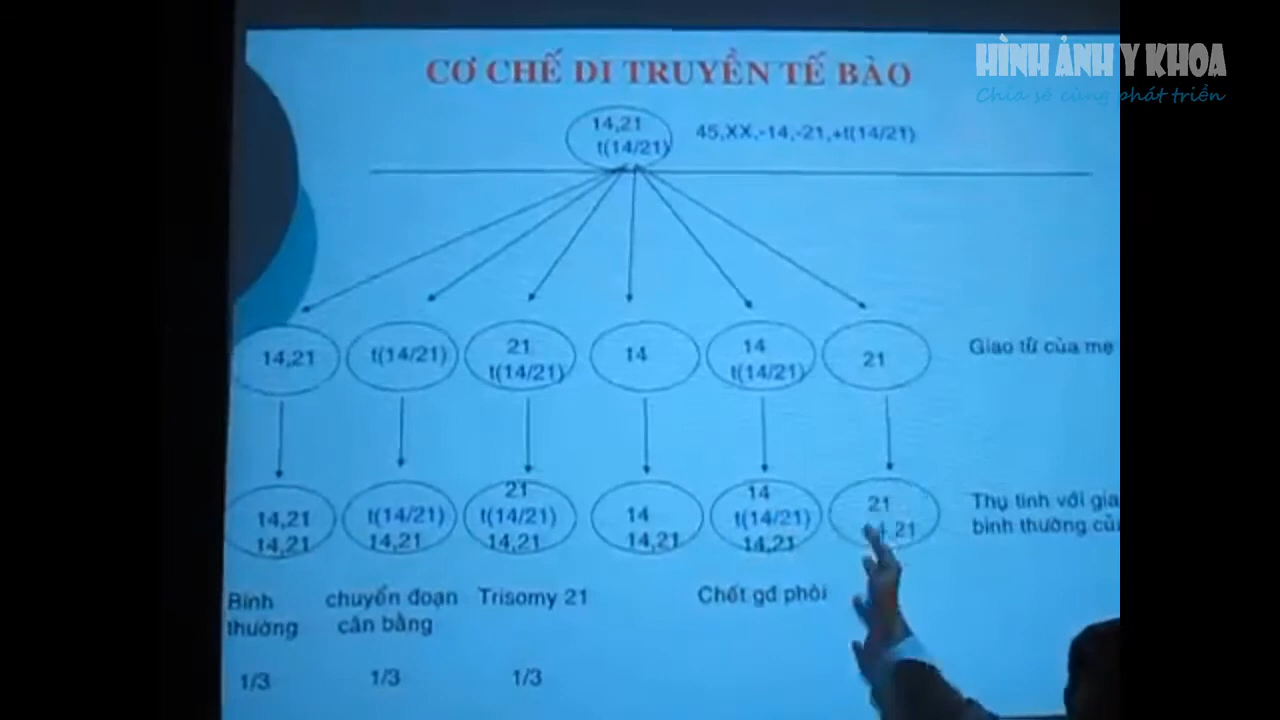 HÌNH ẢNH Y KHOA
Chia sẻ cùng phát triển
CƠ CHẾ DI TRUYỀN TẾ BÀO
14,21
t(14/21)
45,XX,-14,-21,+t(14/21)
14,21
t(14/21)
21
t(14/21)
14
14
t(14/21)
21
Giao tử của mẹ
14,21
14,21
t(14/21)
14,21
21
t(14/21)
14,21
14
14,21
14
t(14/21)
14,21
21
21
Thụ tinh với
bình thường
Bình
thường
chuyển đoạn
cân bằng
Trisomy 21
Chết gđ phôi
1/3
1/3
1/3